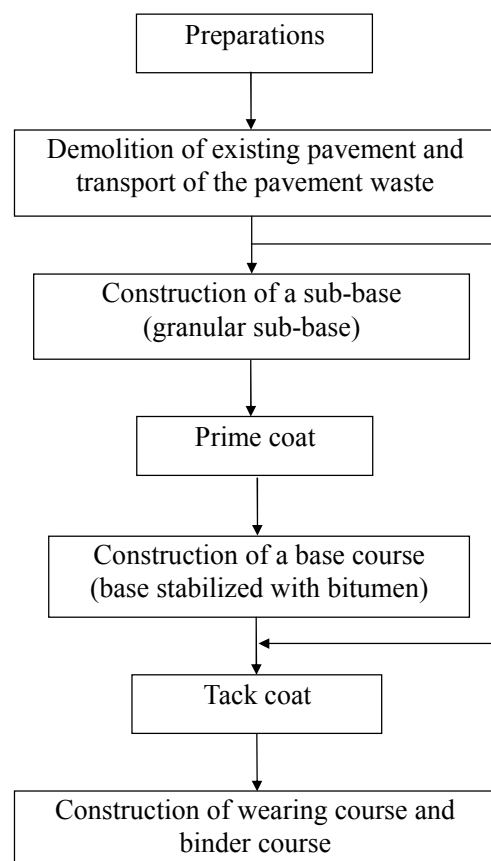 Preparations
Demolition of existing pavement and
transport of the pavement waste
Construction of a sub-base
(granular sub-base)
Prime coat
Construction of a base course
(base stabilized with bitumen)
Tack coat
Construction of wearing course and
binder course